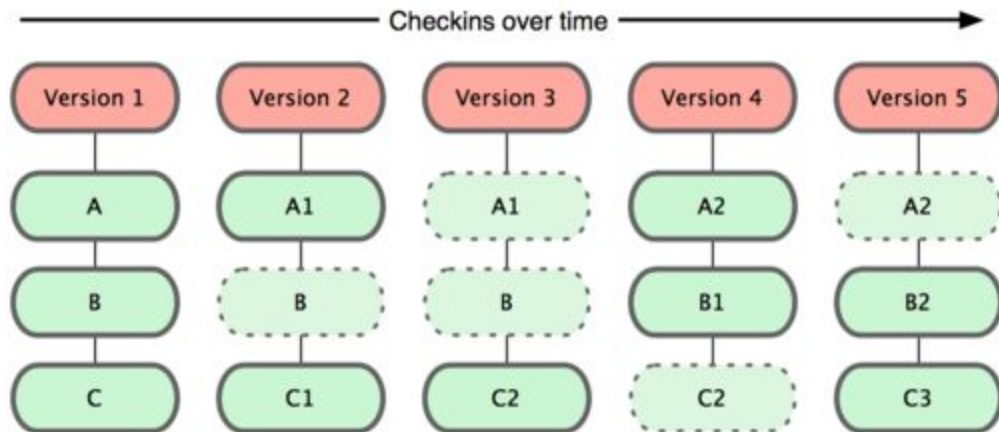 Checkins over time
Version 1 Version 2 Version 3 Version 4 Version 5
A A1 A1 A2 A2
B B B B1 B2
C C1 C2 C2 C3